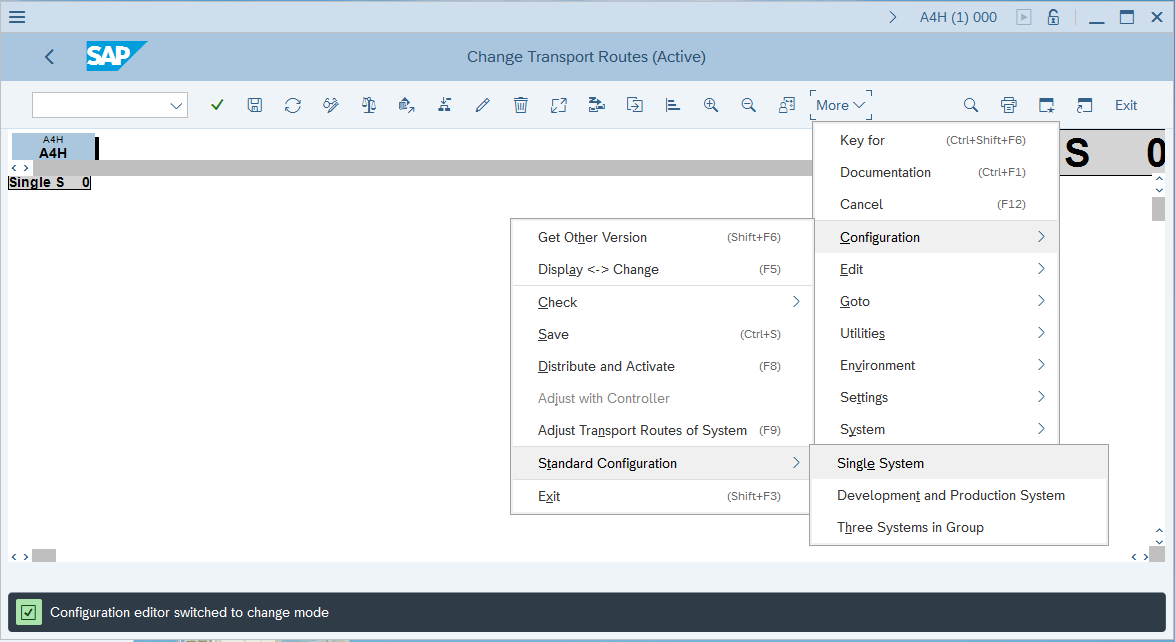 A4H (1) 000
SAP
Change Transport Routes (Active)
More
Exit
A4H
A4H
Single S 0
S 0
Key for (Ctrl+Shift+F6)
Documentation (Ctrl+F1)
Cancel (F12)
Configuration
Edit
Goto
Utilities
Environment
Settings
System
Get Other Version (Shift+F6)
Display <-> Change (F5)
Check
Save (Ctrl+S)
Distribute and Activate (F8)
Adjust with Controller
Adjust Transport Routes of System (F9)
Standard Configuration
Exit (Shift+F3)
Single System
Development and Production System
Three Systems in Group
Configuration editor switched to change mode